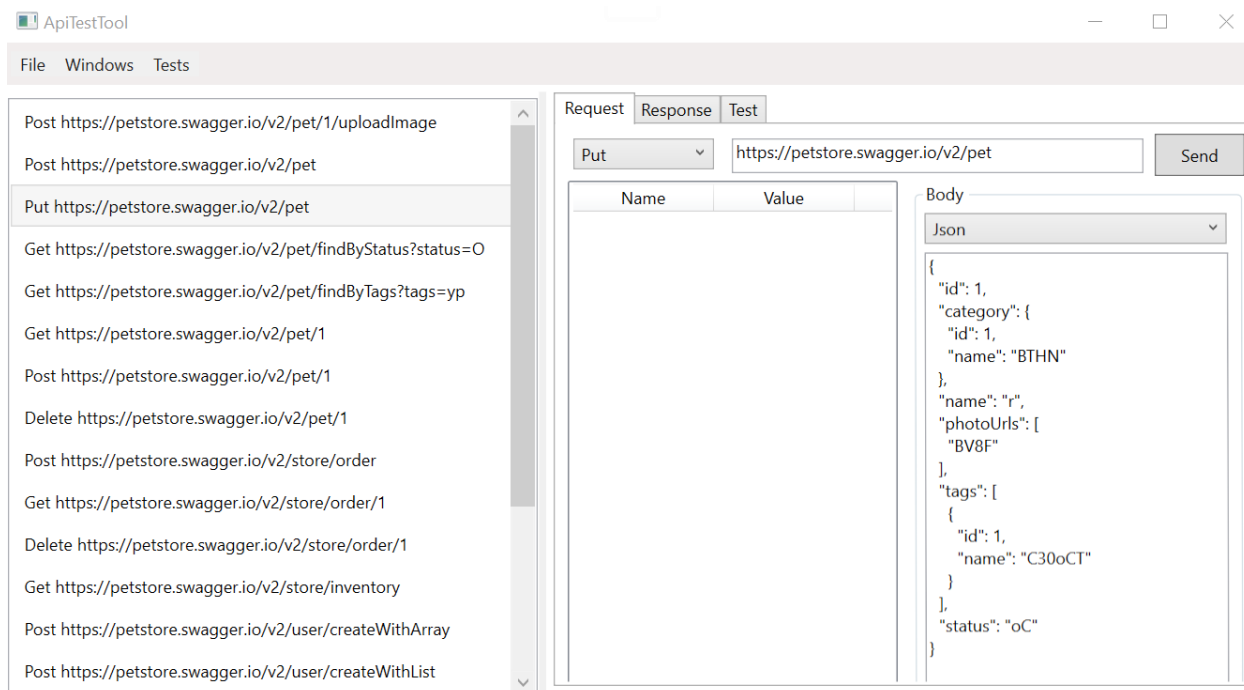 ApiTestTool
File Windows Tests
Post https://petstore.swagger.io/v2/pet/1/uploadImage
Post https://petstore.swagger.io/v2/pet
Put https://petstore.swagger.io/v2/pet
Get https://petstore.swagger.io/v2/pet/findByStatus?status=O
Get https://petstore.swagger.io/v2/pet/findByTags?tags=yp
Get https://petstore.swagger.io/v2/pet/1
Post https://petstore.swagger.io/v2/pet/1
Delete https://petstore.swagger.io/v2/pet/1
Post https://petstore.swagger.io/v2/store/order
Get https://petstore.swagger.io/v2/store/order/1
Delete https://petstore.swagger.io/v2/store/order/1
Get https://petstore.swagger.io/v2/store/inventory
Post https://petstore.swagger.io/v2/user/createWithArray
Post https://petstore.swagger.io/v2/user/createWithList
Request Response Test
Put https://petstore.swagger.io/v2/pet Send
Name Value
Body
Json
{
"id": 1,
"category": {
"id": 1,
"name": "BTHN"
},
"name": "r",
"photoUrls": [
"BV8F"
],
"tags": [
{
"id": 1,
"name": "C30oCT"
}
],
"status": "oC"
}